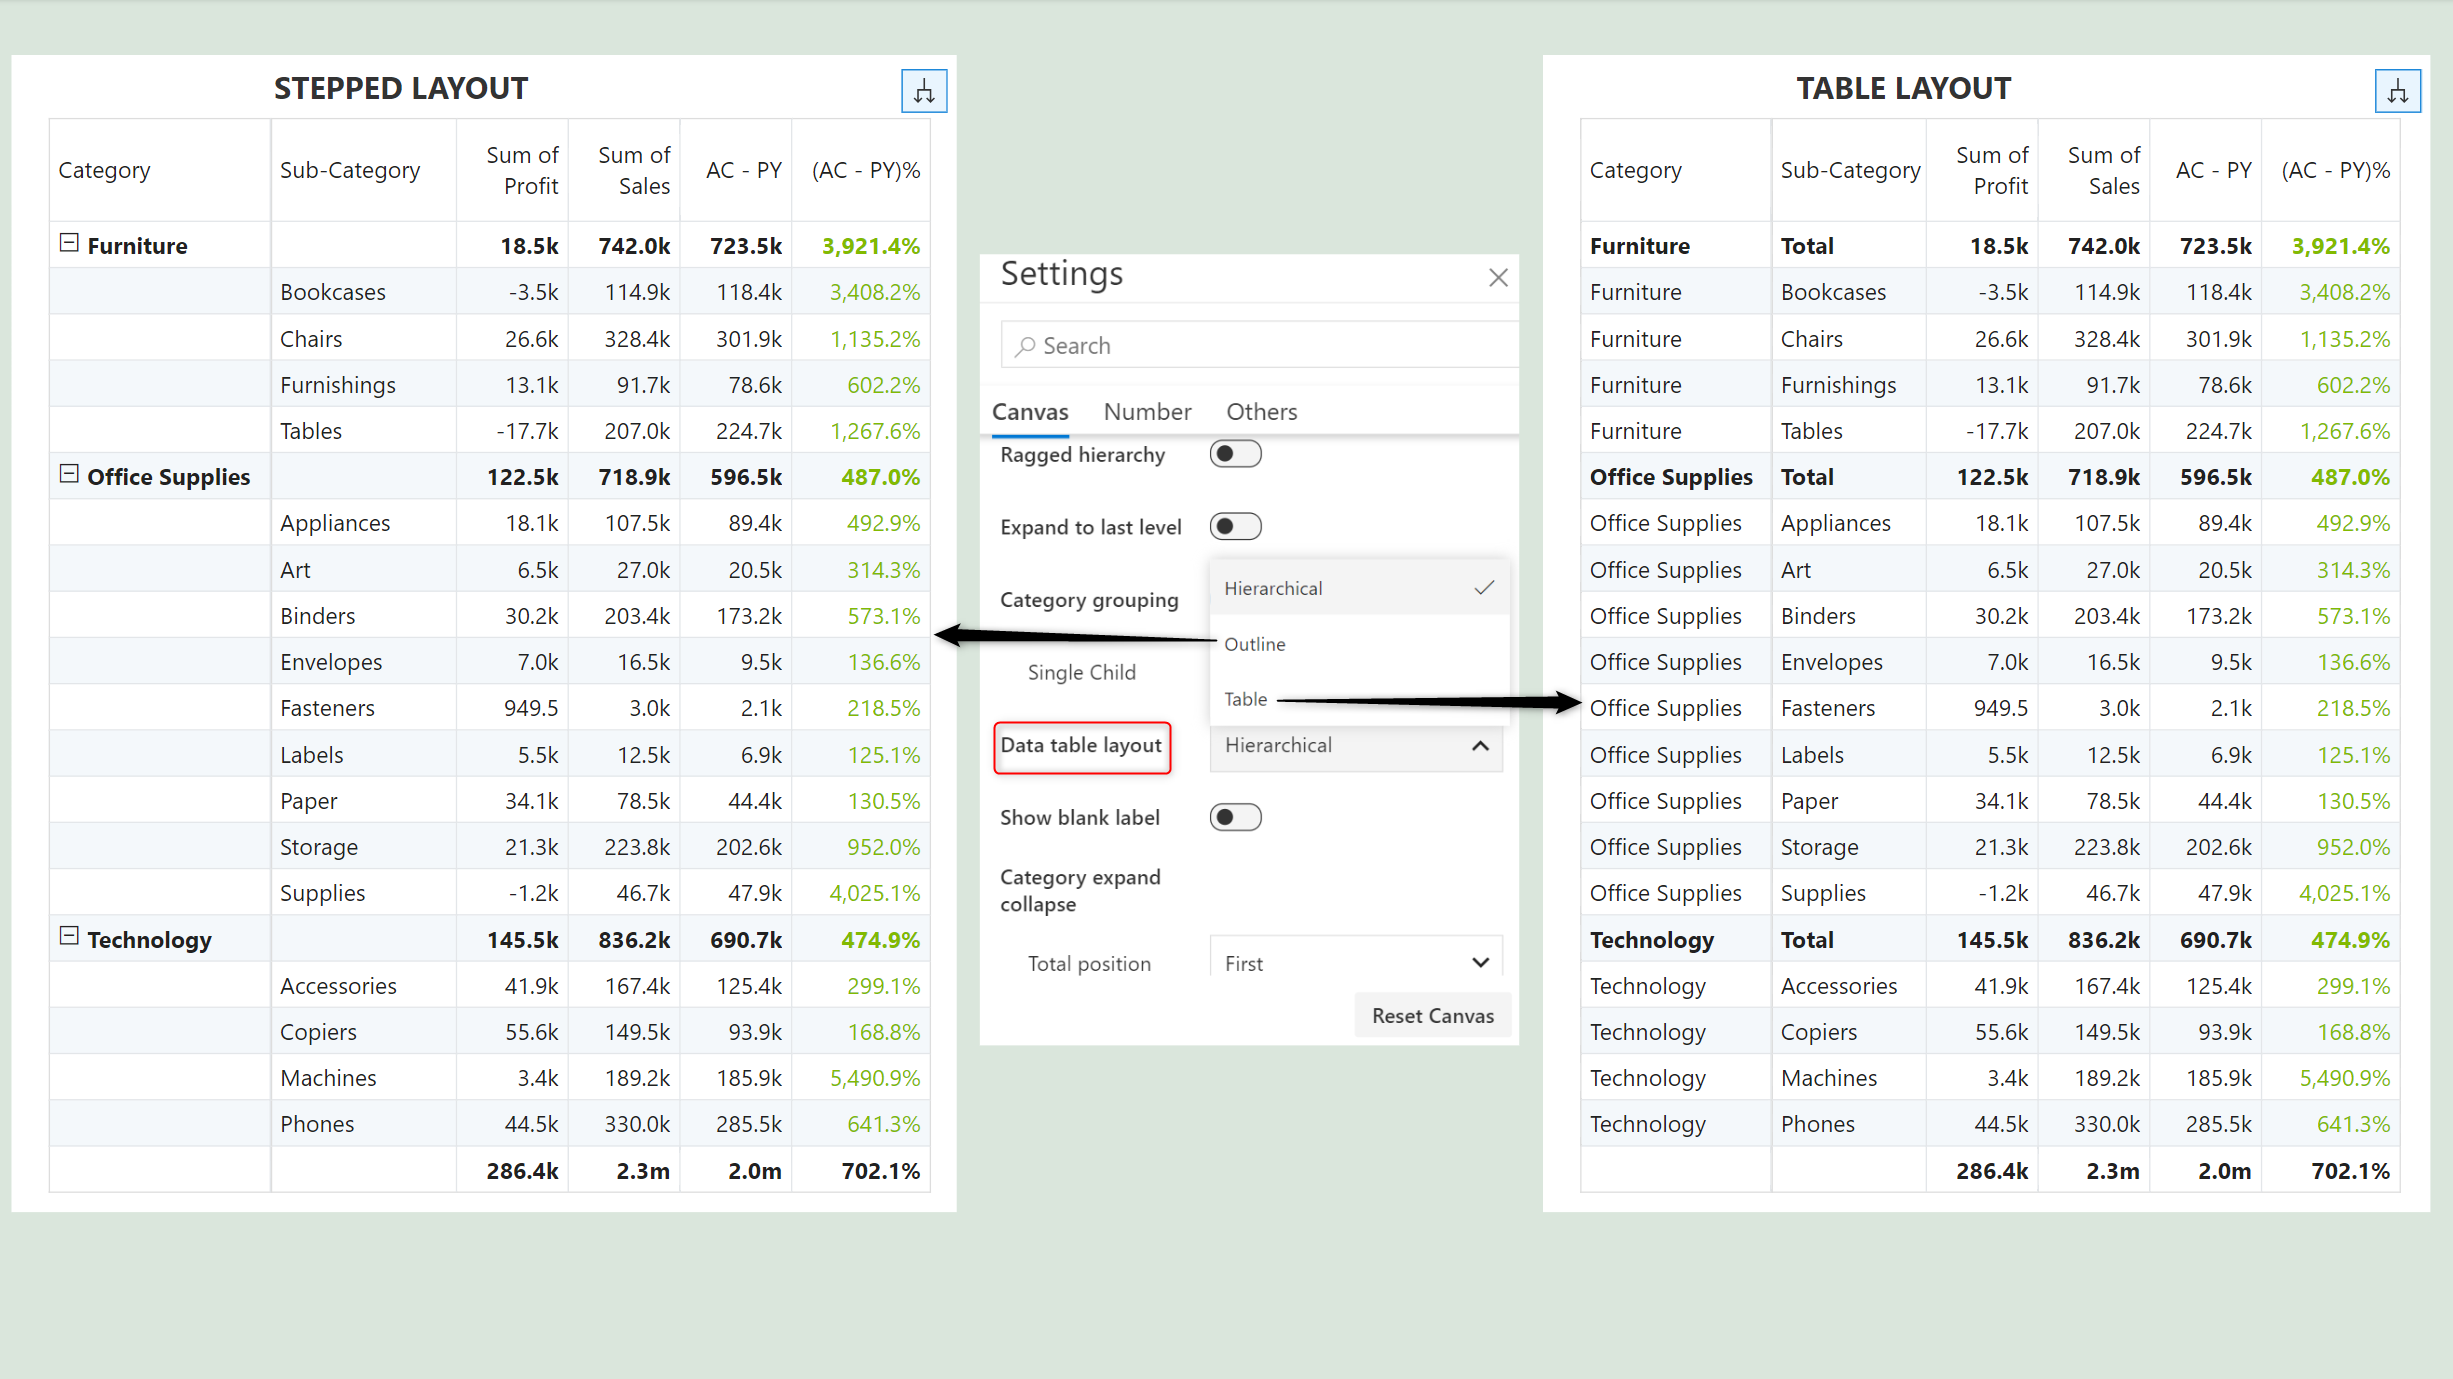 STEPPED LAYOUT
Category Sub-Category Sum of Profit Sum of Sales AC - PY (AC - PY)%
Furniture 18.5k 742.0k 723.5k 3,921.4%
Bookcases -3.5k 114.9k 118.4k 3,408.2%
Chairs 26.6k 328.4k 301.9k 1,135.2%
Furnishings 13.1k 91.7k 78.6k 602.2%
Tables -17.7k 207.0k 224.7k 1,267.6%
Office Supplies 122.5k 718.9k 596.5k 487.0%
Appliances 18.1k 107.5k 89.4k 492.9%
Art 6.5k 27.0k 20.5k 314.3%
Binders 30.2k 203.4k 173.2k 573.1%
Envelopes 7.0k 16.5k 9.5k 136.6%
Fasteners 949.5 3.0k 2.1k 218.5%
Labels 5.5k 12.5k 6.9k 125.1%
Paper 34.1k 78.5k 44.4k 130.5%
Storage 21.3k 223.8k 202.6k 952.0%
Supplies -1.2k 46.7k 47.9k 4,025.1%
Technology 145.5k 836.2k 690.7k 474.9%
Accessories 41.9k 167.4k 125.4k 299.1%
Copiers 55.6k 149.5k 93.9k 168.8%
Machines 3.4k 189.2k 185.9k 5,490.9%
Phones 44.5k 330.0k 285.5k 641.3%
286.4k 2.3m 2.0m 702.1%
Settings
Search
Canvas Number Others
Ragged hierarchy
Expand to last level
Category grouping
Hierarchical
Outline
Single Child
Table
Data table layout Hierarchical
Show blank label
Category expand
collapse
Total position First
Reset Canvas
TABLE LAYOUT
Category Sub-Category Sum of Profit Sum of Sales AC - PY (AC - PY)%
Furniture Total 18.5k 742.0k 723.5k 3,921.4%
Furniture Bookcases -3.5k 114.9k 118.4k 3,408.2%
Furniture Chairs 26.6k 328.4k 301.9k 1,135.2%
Furniture Furnishings 13.1k 91.7k 78.6k 602.2%
Furniture Tables -17.7k 207.0k 224.7k 1,267.6%
Office Supplies Total 122.5k 718.9k 596.5k 487.0%
Office Supplies Appliances 18.1k 107.5k 89.4k 492.9%
Office Supplies Art 6.5k 27.0k 20.5k 314.3%
Office Supplies Binders 30.2k 203.4k 173.2k 573.1%
Office Supplies Envelopes 7.0k 16.5k 9.5k 136.6%
Office Supplies Fasteners 949.5 3.0k 2.1k 218.5%
Office Supplies Labels 5.5k 12.5k 6.9k 125.1%
Office Supplies Paper 34.1k 78.5k 44.4k 130.5%
Office Supplies Storage 21.3k 223.8k 202.6k 952.0%
Office Supplies Supplies -1.2k 46.7k 47.9k 4,025.1%
Technology Total 145.5k 836.2k 690.7k 474.9%
Technology Accessories 41.9k 167.4k 125.4k 299.1%
Technology Copiers 55.6k 149.5k 93.9k 168.8%
Technology Machines 3.4k 189.2k 185.9k 5,490.9%
Technology Phones 44.5k 330.0k 285.5k 641.3%
286.4k 2.3m 2.0m 702.1%